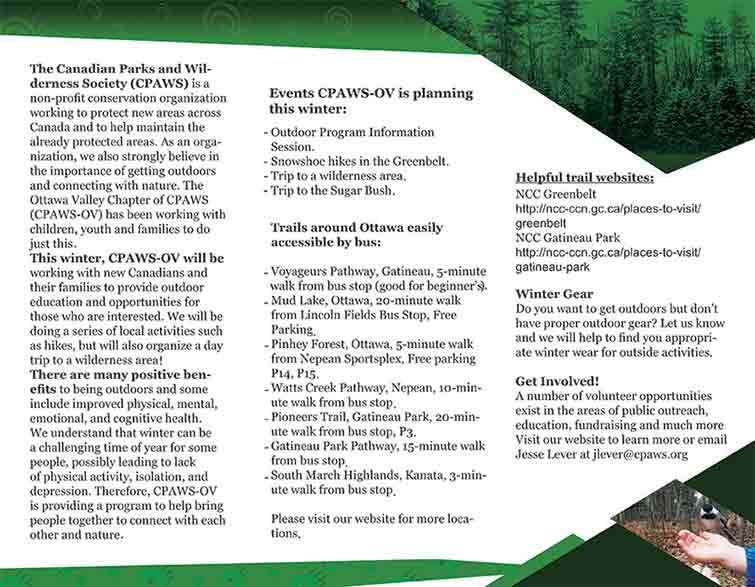 The Canadian Parks and Wil-
derness Society (CPAWS) is a
non-profit conservation organization
working to protect new areas across
Canada and to help maintain the
already protected areas. As an orga-
nization, we also strongly believe in
the importance of getting outdoors
and connecting with nature. The
Ottawa Valley Chapter of CPAWS
(CPAWS-OV) has been working with
children, youth and families to do
just this.
This winter, CPAWS-OV will be
working with new Canadians and
their families to provide outdoor
education and opportunities for
those who are interested. We will be
doing a series of local activities such
as hikes, but will also organize a day
trip to a wilderness area!
There are many positive ben-
efits to being outdoors and some
include improved physical, mental,
emotional, and cognitive health.
We understand that winter can be
a challenging time of year for some
people, possibly leading to lack
of physical activity, isolation, and
depression. Therefore, CPAWS-OV
is providing a program to help bring
people together to connect with each
other and nature.
Events CPAWS-OV is planning
this winter:
- Outdoor Program Information
Session.
- Snowshoe hikes in the Greenbelt.
- Trip to a wilderness area.
- Trip to the Sugar Bush.
Trails around Ottawa easily
accessible by bus:
- Voyageurs Pathway, Gatineau, 5-minute
walk from bus stop (good for beginner's).
- Mud Lake, Ottawa, 20-minute walk
from Lincoln Fields Bus Stop, Free
Parking.
- Pinhey Forest, Ottawa, 5-minute walk
from Nepean Sportsplex, Free parking
P14, P15.
- Watts Creek Pathway, Nepean, 10-min-
ute walk from bus stop.
- Pioneers Trail, Gatineau Park, 20-min-
ute walk from bus stop, P3.
- Gatineau Park Pathway, 15-minute walk
from bus stop.
- South March Highlands, Kanata, 3-min-
ute walk from bus stop.
Please visit our website for more loca-
tions.
Helpful trail websites:
NCC Greenbelt
http://ncc-ccn.gc.ca/places-to-visit/
greenbelt
NCC Gatineau Park
http://ncc-ccn.gc.ca/places-to-visit/
gatineau-park
Winter Gear
Do you want to get outdoors but don't
have proper outdoor gear? Let us know
and we will help to find you appropri-
ate winter wear for outside activities.
Get Involved!
A number of volunteer opportunities
exist in the areas of public outreach,
education, fundraising and much more
Visit our website to learn more or email
Jesse Lever at jlever@cpaws.org